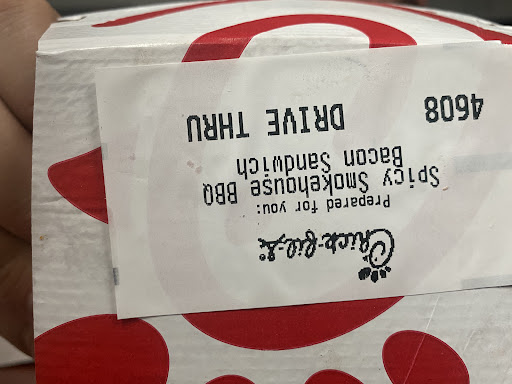 Chick-fil-A
Prepared for you:
Spicy Smokehouse BBQ
Bacon Sandwich
4608 DRIVE THRU